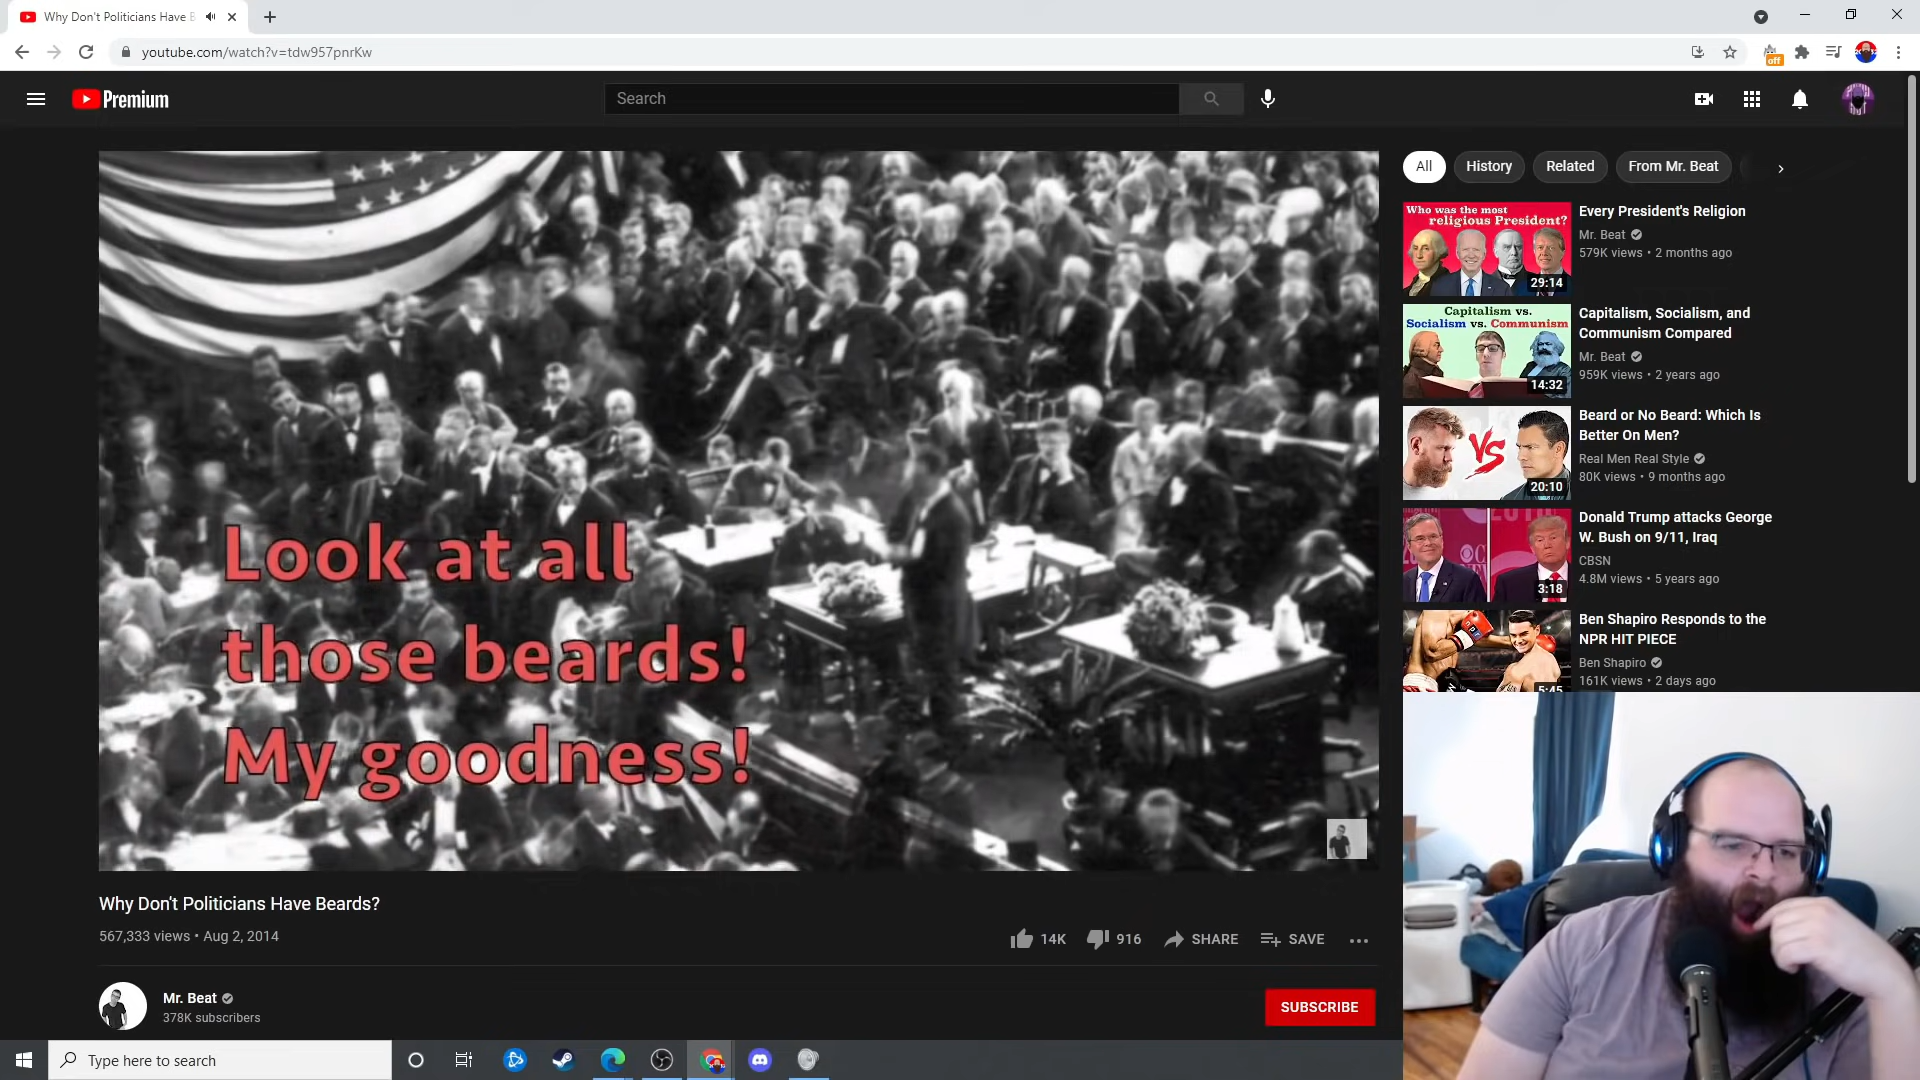 Why Don't Politicians Have B
youtube.com/watch?v=tdw957pnrKw
off
Premium
Search
Look at all
those beards!
My goodness!
Why Don't Politicians Have Beards?
567,333 views • Aug 2, 2014
14K
916
SHARE
SAVE
Mr. Beat
378K subscribers
SUBSCRIBE
All
History
Related
From Mr. Beat
Who was the most
religious President?
29:14
Every President's Religion
Mr. Beat
579K views • 2 months ago
Capitalism vs.
Socialism vs. Communism
14:32
Capitalism, Socialism, and
Communism Compared
Mr. Beat
959K views • 2 years ago
VS
20:10
Beard or No Beard: Which Is
Better On Men?
Real Men Real Style
80K views • 9 months ago
3:18
Donald Trump attacks George
W. Bush on 9/11, Iraq
CBSN
4.8M views • 5 years ago
npr
5:45
Ben Shapiro Responds to the
NPR HIT PIECE
Ben Shapiro
161K views • 2 days ago
Type here to search